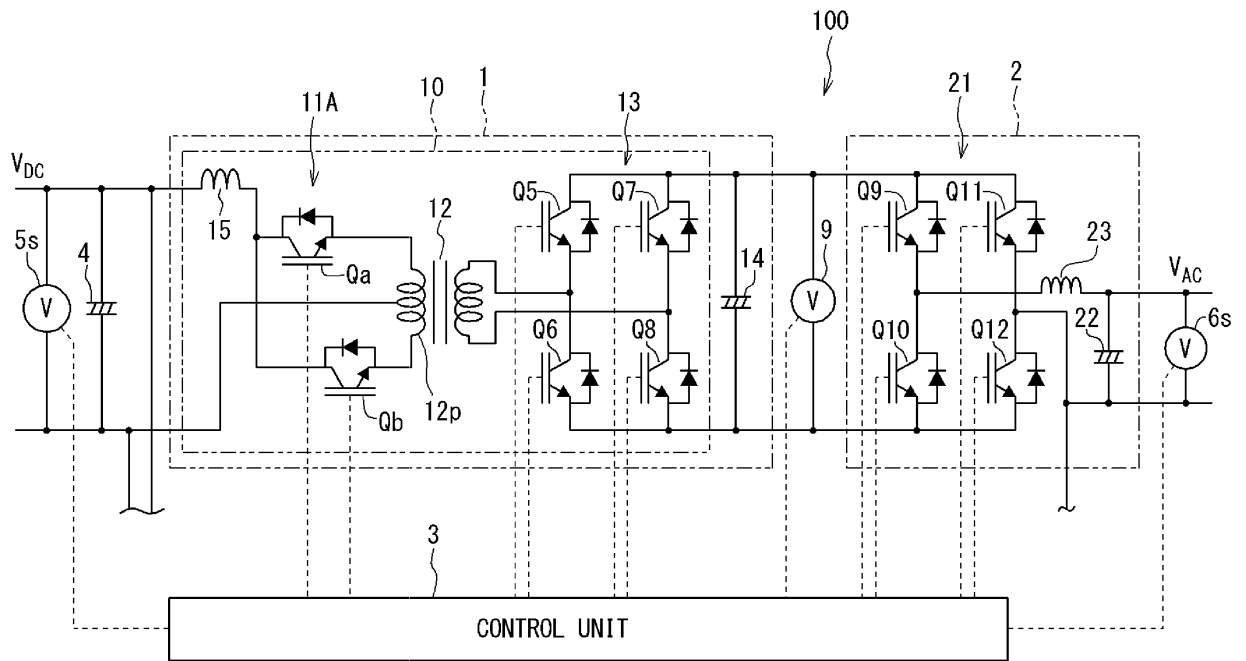 100
1
10
11A
13
21
2
V_DC
15
5s
V
4
Qa
12
Q5
Q7
14
9
V
Q9
Q11
23
V_AC
Q6
Q8
Q10
Q12
22
6s
V
Qb
12p
3
CONTROL UNIT